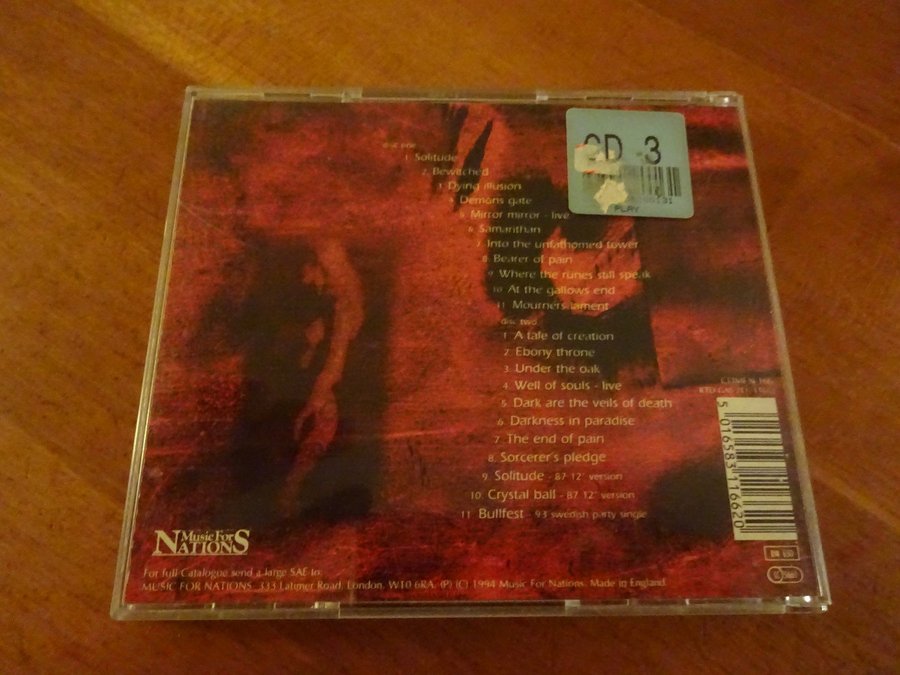 CD 3
PLAY
disc one
1 Solitude
2 Bewitched
3 Dying illusion
4 Demons gate
5 Mirror mirror - live
6 Samarithan
7 Into the unfathomed tower
8 Bearer of pain
9 Where the runes still speak
10 At the gallows end
11 Mourners lament
disc two
1 A tale of creation
2 Ebony throne
3 Under the oak
4 Well of souls - live
5 Dark are the veils of death
6 Darkness in paradise
7 The end of pain
8 Sorcerer's pledge
9 Solitude - 87 12" version
10 Crystal ball - 87 12" version
11 Bullfest - 93 swedish party single
5 016583 116620
Music For
NATIONS
For full Catalogue send a large SAE to:
MUSIC FOR NATIONS, 333 Latimer Road, London, W10 6RA. (P) (C) 1994 Music For Nations. Made in England.